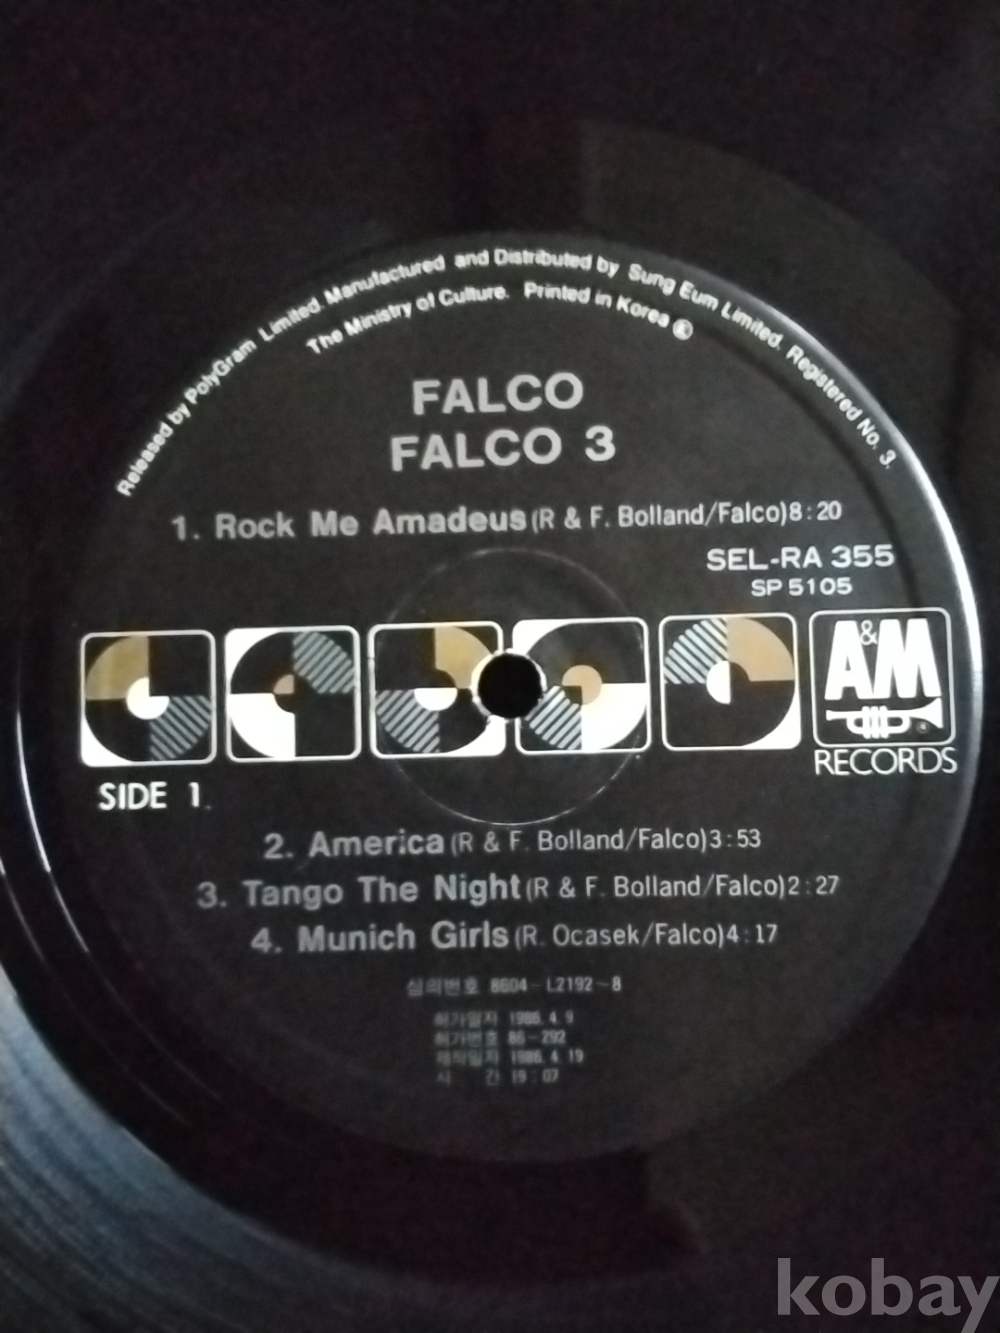 Released by PolyGram Limited. Manufactured and Distributed by Sung Eum Limited. Registered No. 3.
The Ministry of Culture. Printed in Korea Ⓔ
FALCO
FALCO 3
1. Rock Me Amadeus (R & F. Bolland/Falco) 8:20
SEL-RA 355
SP 5105
A&M
RECORDS
SIDE 1.
2. America (R & F. Bolland/Falco) 3:53
3. Tango The Night (R & F. Bolland/Falco) 2:27
4. Munich Girls (R. Ocasek/Falco) 4:17
심의번호 8604-L2192-8
허가일자 1986.4.9
허가번호 86-292
제작일자 1986.4.19
시 간 19:07
kobay